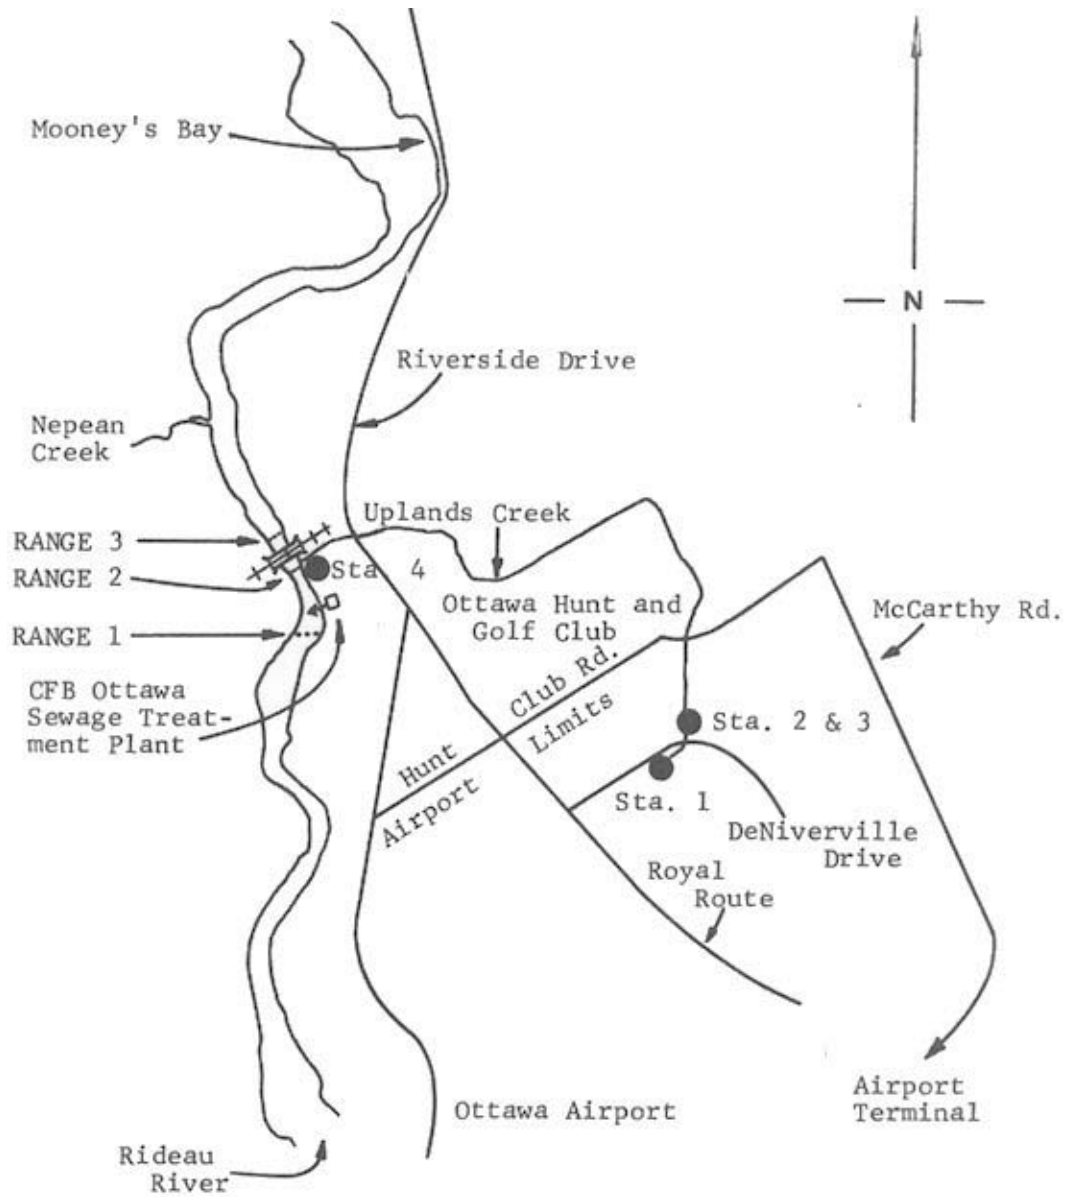 Mooney's Bay
N
Riverside Drive
Nepean
Creek
Uplands Creek
RANGE 3
RANGE 2
Sta 4
Ottawa Hunt and
Golf Club
McCarthy Rd.
RANGE 1
CFB Ottawa
Sewage Treat-
ment Plant
Hunt Club Rd.
Airport Limits
Sta. 2 & 3
Sta. 1
DeNiverville
Drive
Royal
Route
Airport
Terminal
Ottawa Airport
Rideau
River